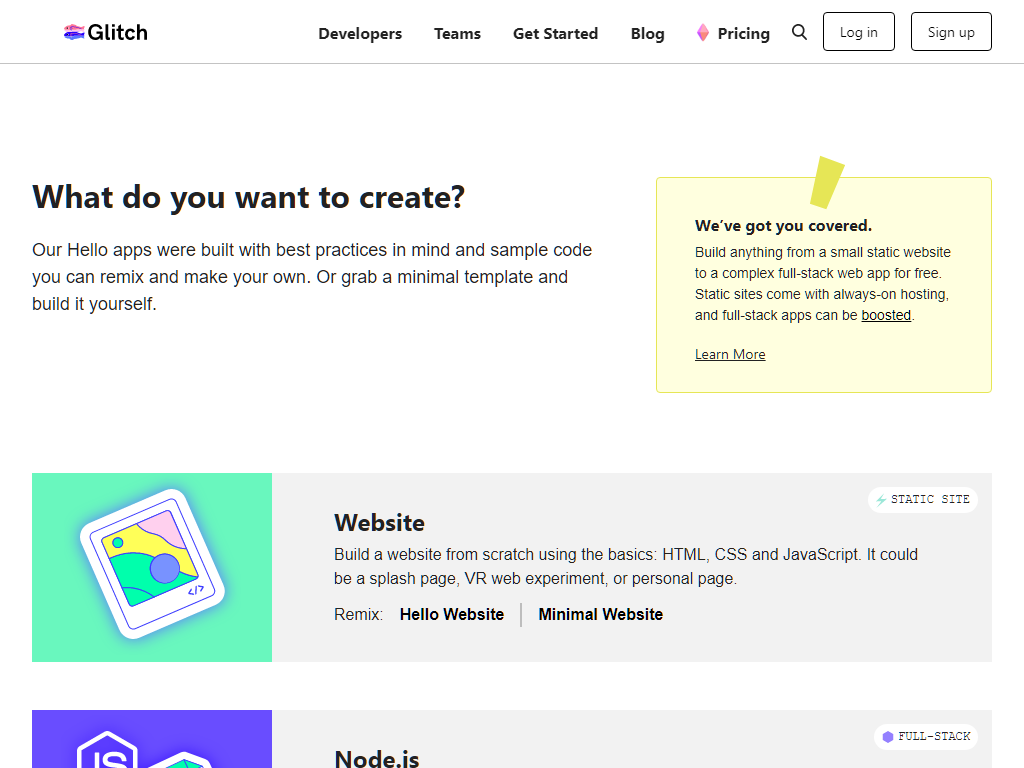 Glitch
Developers
Teams
Get Started
Blog
Pricing
Log in
Sign up
What do you want to create?
Our Hello apps were built with best practices in mind and sample code
you can remix and make your own. Or grab a minimal template and
build it yourself.
We've got you covered.
Build anything from a small static website
to a complex full-stack web app for free.
Static sites come with always-on hosting,
and full-stack apps can be boosted.
Learn More
STATIC SITE
Website
Build a website from scratch using the basics: HTML, CSS and JavaScript. It could
be a splash page, VR web experiment, or personal page.
Remix: Hello Website Minimal Website
</>
FULL-STACK
Node.js
JS